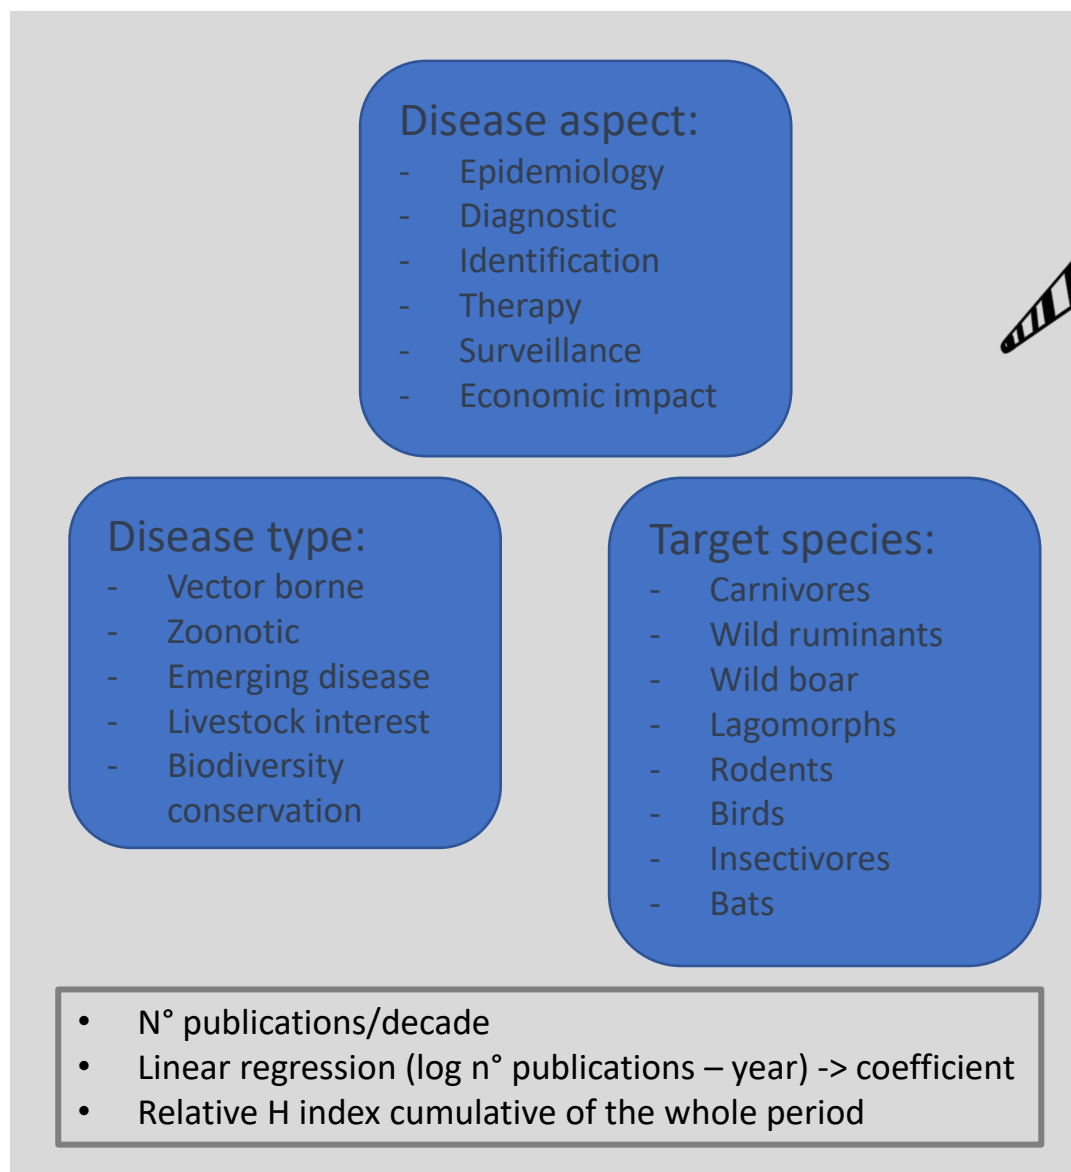 Disease aspect:
- Epidemiology
- Diagnostic
- Identification
- Therapy
- Surveillance
- Economic impact
Disease type:
- Vector borne
- Zoonotic
- Emerging disease
- Livestock interest
- Biodiversity
conservation
Target species:
- Carnivores
- Wild ruminants
- Wild boar
- Lagomorphs
- Rodents
- Birds
- Insectivores
- Bats
• N° publications/decade
• Linear regression (log n° publications – year) -> coefficient
• Relative H index cumulative of the whole period